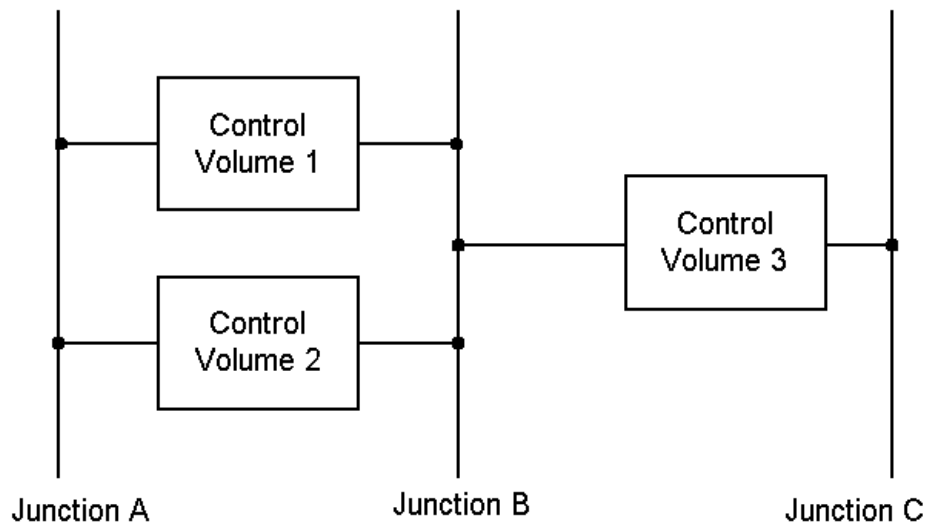 Control
Volume 1
Control
Volume 2
Control
Volume 3
Junction A
Junction B
Junction C